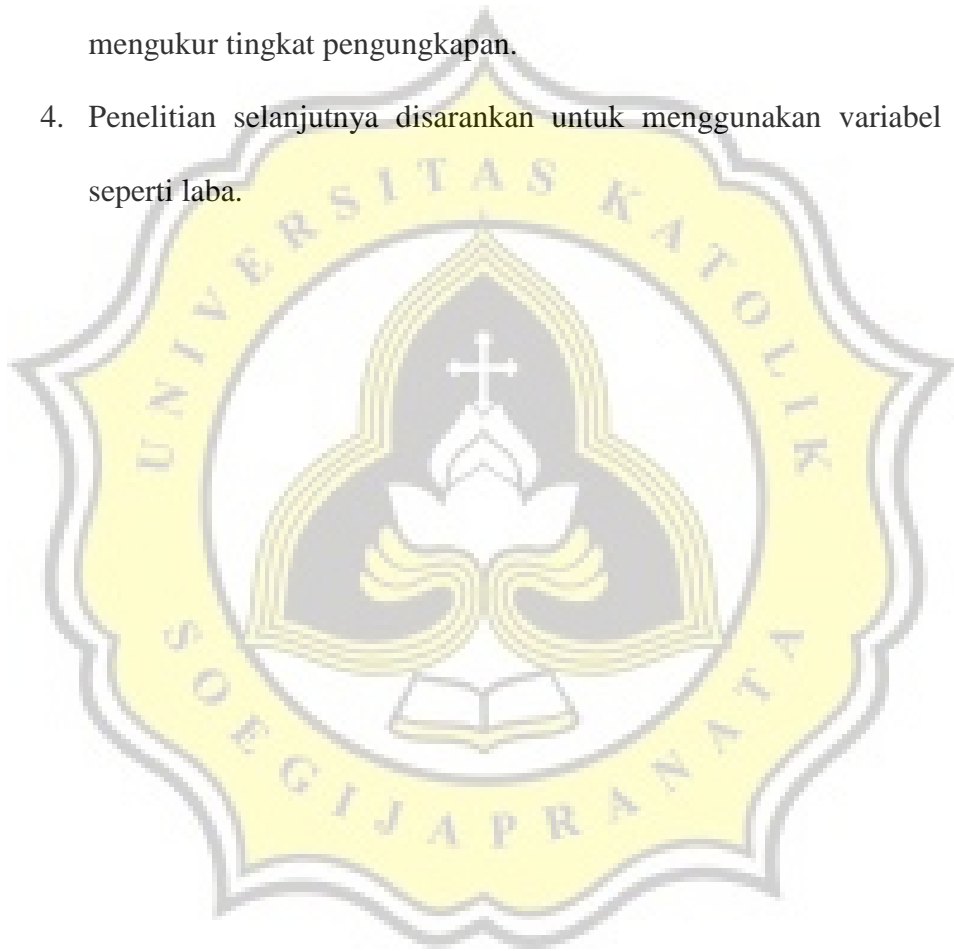 mengukur tingkat pengungkapan.
4. Penelitian selanjutnya disarankan untuk menggunakan variabel
seperti laba.
UNIVERSITAS KATOLIK
SOEGIJAPRANATA